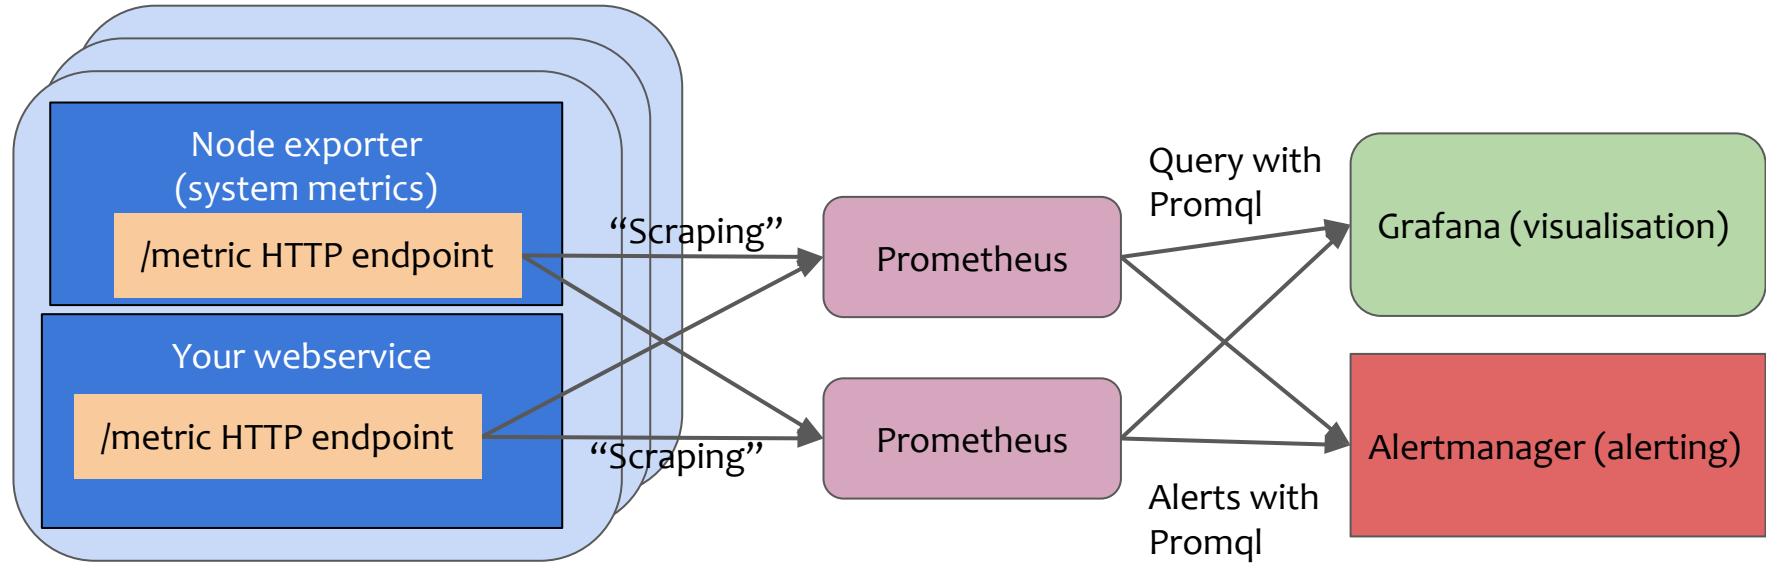 Node exporter
(system metrics)
/metric HTTP endpoint
Your webservice
/metric HTTP endpoint
“Scraping”
“Scraping”
Prometheus
Prometheus
Query with
Promql
Alerts with
Promql
Grafana (visualisation)
Alertmanager (alerting)